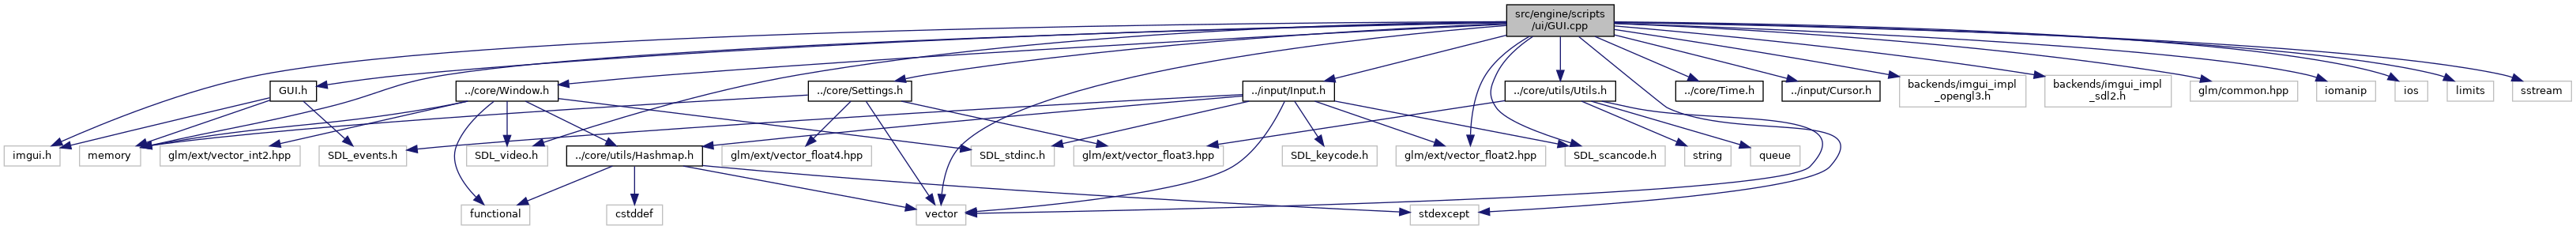 src/engine/scripts
/ui/GUI.cpp
GUI.h
../core/Window.h
../core/Settings.h
../input/Input.h
../core/utils/Utils.h
../core/Time.h
../input/Cursor.h
backends/imgui_impl
_opengl3.h
backends/imgui_impl
_sdl2.h
glm/common.hpp
iomanip
ios
limits
sstream
imgui.h
memory
glm/ext/vector_int2.hpp
SDL_events.h
SDL_video.h
../core/utils/Hashmap.h
glm/ext/vector_float4.hpp
SDL_stdinc.h
glm/ext/vector_float3.hpp
SDL_keycode.h
glm/ext/vector_float2.hpp
SDL_scancode.h
string
queue
functional
cstddef
vector
stdexcept